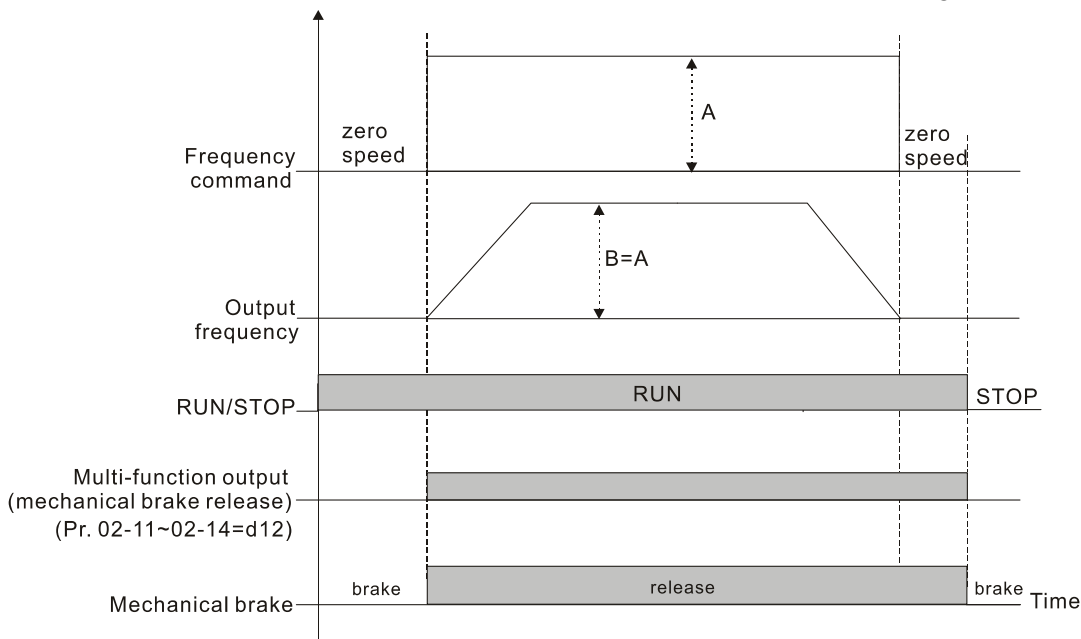 A
zero
speed
zero
speed
Frequency
command
B=A
Output
frequency
RUN
RUN/STOP
STOP
Multi-function output
(mechanical brake release)
(Pr. 02-11~02-14=d12)
brake
release
brake
Mechanical brake
Time